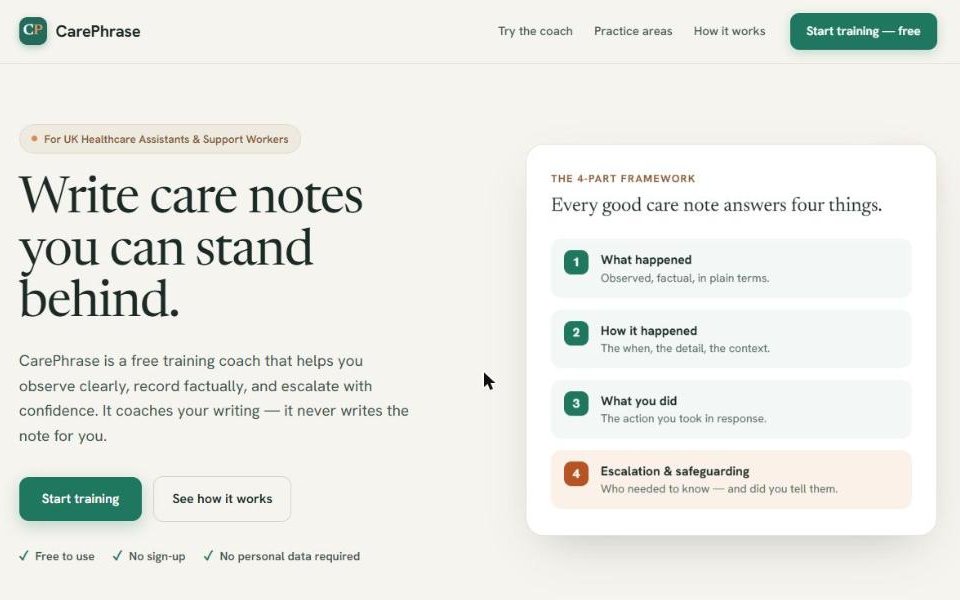 CP CarePhrase
Try the coach Practice areas How it works Start training — free
For UK Healthcare Assistants & Support Workers
Write care notes
you can stand
behind.
CarePhrase is a free training coach that helps you
observe clearly, record factually, and escalate with
confidence. It coaches your writing — it never writes the
note for you.
Start training See how it works
✓ Free to use ✓ No sign-up ✓ No personal data required
THE 4-PART FRAMEWORK
Every good care note answers four things.
1 What happened
Observed, factual, in plain terms.
2 How it happened
The when, the detail, the context.
3 What you did
The action you took in response.
4 Escalation & safeguarding
Who needed to know — and did you tell them.